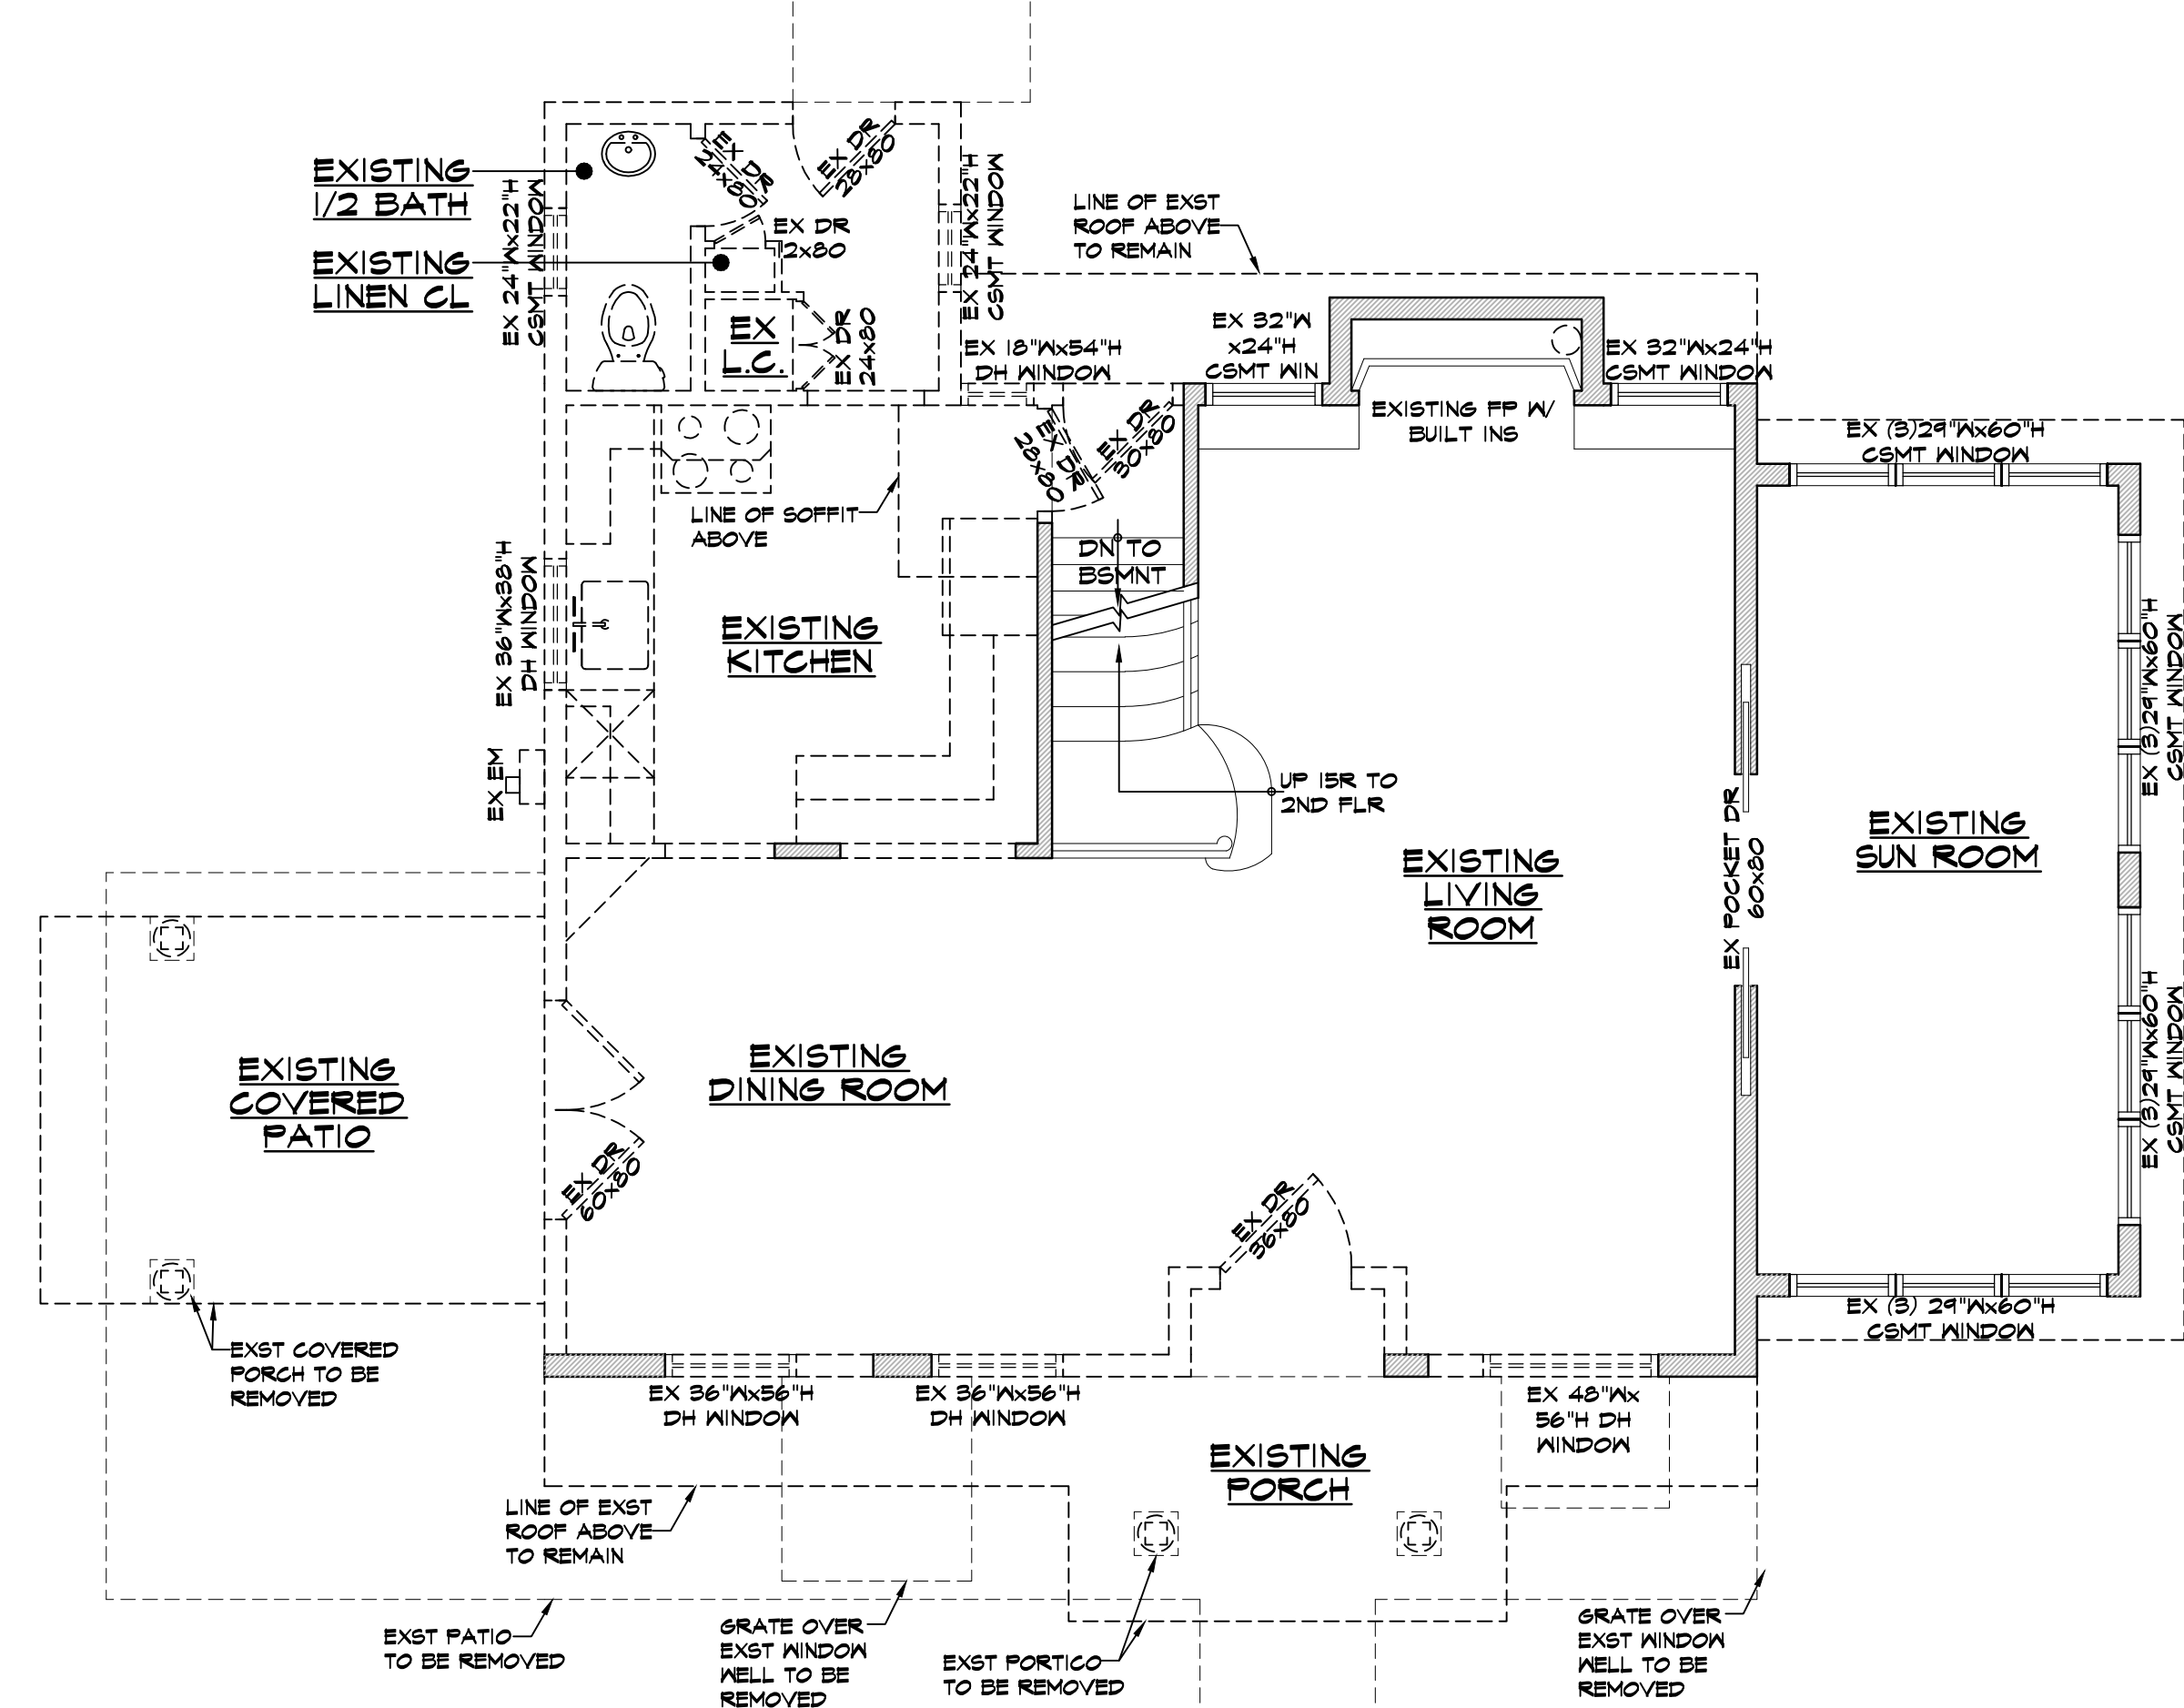 EXISTING
1/2 BATH
EXISTING
LINEN CL
EX 24"Wx22"H
CSMT WINDOW
EX DR
24x80
EX DR
28x80
EX DR
2x80
EX 24"Wx22"H
CSMT WINDOW
EX
L.C.
EX DR
24x80
LINE OF EXST
ROOF ABOVE
TO REMAIN
EX 18"Wx54"H
DH WINDOW
EX 32"W
x24"H
CSMT WIN
EX 32"Wx24"H
CSMT WINDOW
EXISTING FP W/
BUILT INS
EX DR
28x80
EX DR
30x80
EX (3)29"Wx60"H
CSMT WINDOW
LINE OF SOFFIT
ABOVE
DN TO
BSMNT
EX 36"Wx38"H
DH WINDOW
EXISTING
KITCHEN
EX EM
UP 15R TO
2ND FLR
EX (3)29"Wx60"H
CSMT WINDOW
EXISTING
LIVING
ROOM
EX POCKET DR
60x80
EXISTING
SUN ROOM
EXISTING
COVERED
PATIO
EXISTING
DINING ROOM
EX DR
60x80
EX DR
36x80
EX (3)29"Wx60"H
CSMT WINDOW
EX (3) 29"Wx60"H
CSMT WINDOW
EXST COVERED
PORCH TO BE
REMOVED
EX 36"Wx56"H
DH WINDOW
EX 36"Wx56"H
DH WINDOW
EX 48"Wx
56"H DH
WINDOW
EXISTING
PORCH
LINE OF EXST
ROOF ABOVE
TO REMAIN
EXST PATIO
TO BE REMOVED
GRATE OVER
EXST WINDOW
WELL TO BE
REMOVED
EXST PORTICO
TO BE REMOVED
GRATE OVER
EXST WINDOW
WELL TO BE
REMOVED